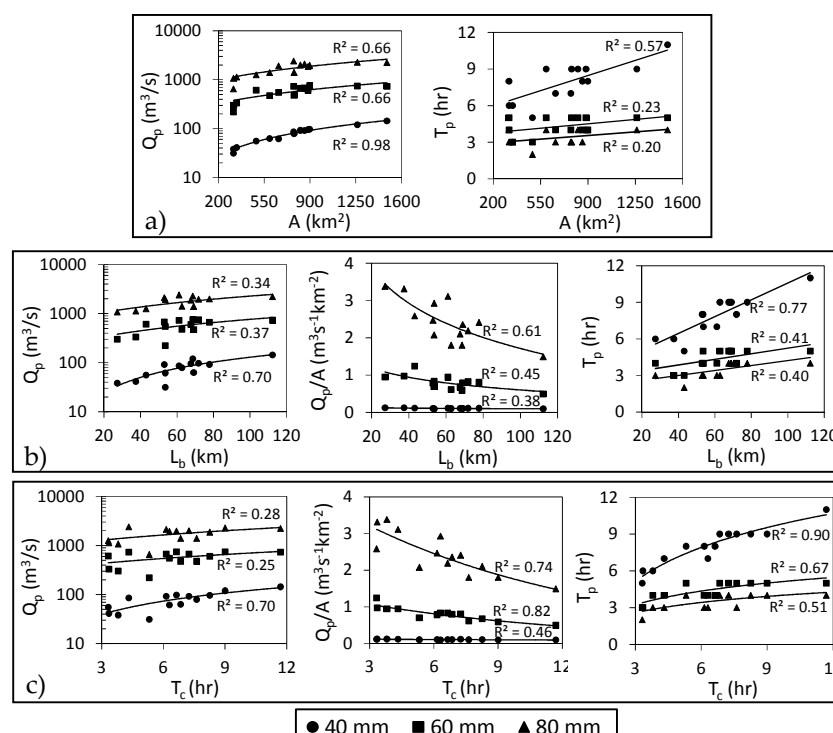 10000
1000
100
10
Q_p (m³/s)
R² = 0.66
R² = 0.66
R² = 0.98
200 550 900 1250 1600
A (km²)
12
9
6
3
0
T_p (hr)
R² = 0.57
R² = 0.23
R² = 0.20
200 550 900 1250 1600
A (km²)
a)
10000
1000
100
10
Q_p (m³/s)
R² = 0.34
R² = 0.37
R² = 0.70
20 40 60 80 100 120
L_b (km)
4
3
2
1
0
Q_p/A (m³s⁻¹km⁻²)
R² = 0.61
R² = 0.45
R² = 0.38
20 40 60 80 100 120
L_b (km)
12
9
6
3
0
T_p (hr)
R² = 0.77
R² = 0.41
R² = 0.40
20 40 60 80 100 120
L_b (km)
b)
10000
1000
100
10
Q_p (m³/s)
R² = 0.28
R² = 0.25
R² = 0.70
3 6 9 12
T_c (hr)
4
3
2
1
0
Q_p/A (m³s⁻¹km⁻²)
R² = 0.74
R² = 0.82
R² = 0.46
3 6 9 12
T_c (hr)
12
9
6
3
0
T_p (hr)
R² = 0.90
R² = 0.67
R² = 0.51
3 6 9
T_c (hr)
c)
40 mm 60 mm 80 mm